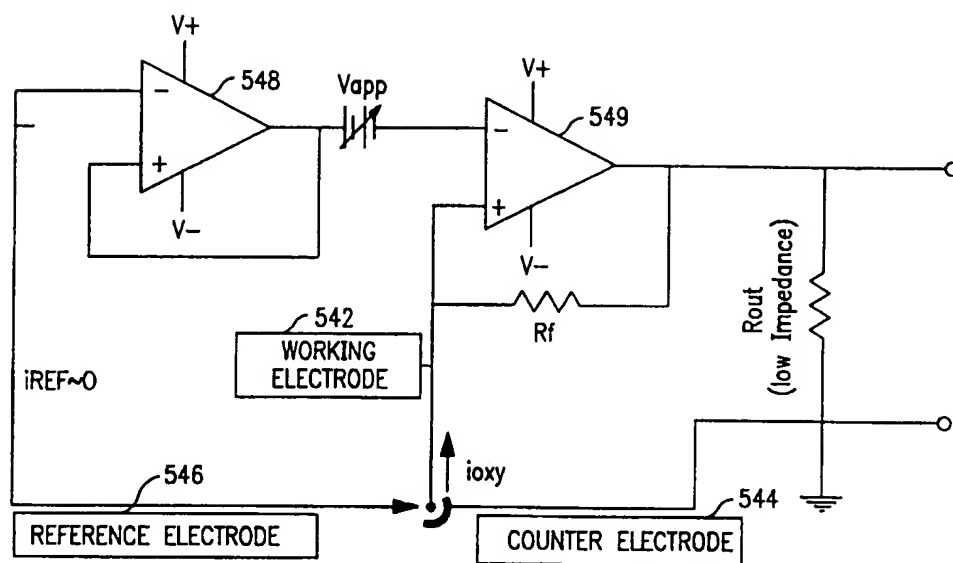 V+
548
−
+
V−
Vapp
V+
549
−
+
V−
Rf
Rout
(low Impedance)
542
WORKING
ELECTRODE
iREF~0
ioxy
546
REFERENCE ELECTRODE
544
COUNTER ELECTRODE